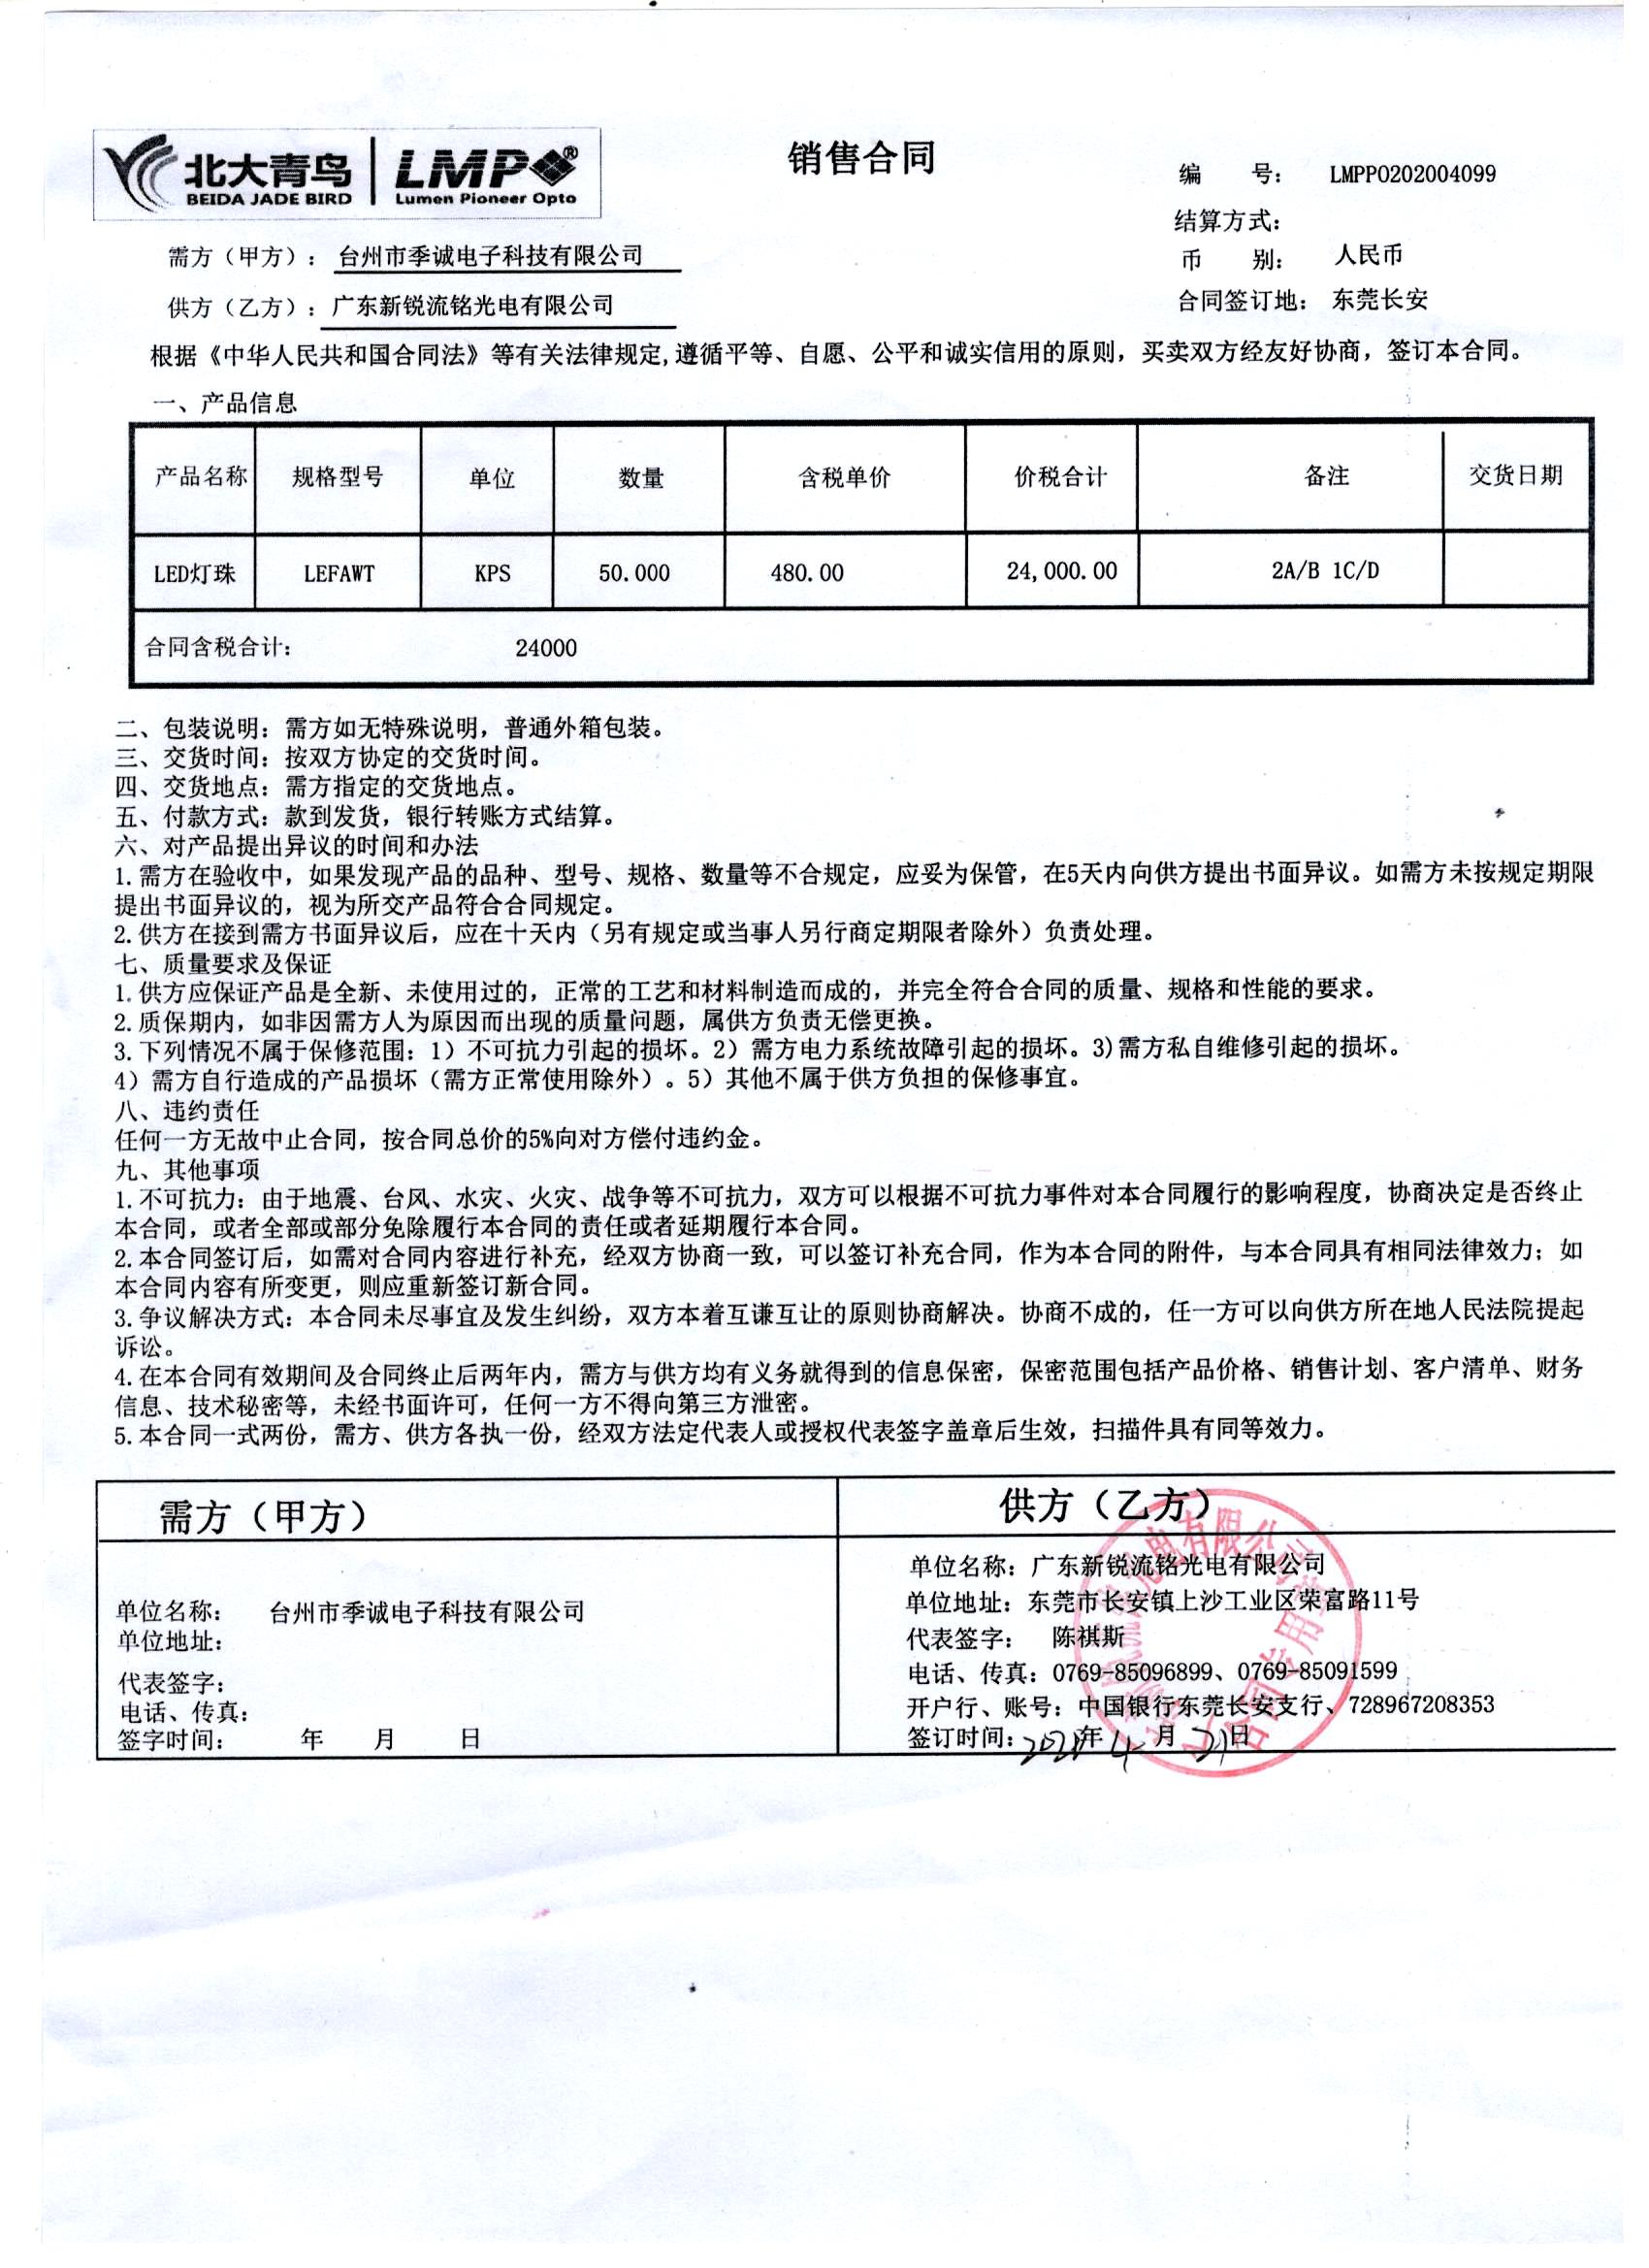 北大青鸟
BEIDA JADE BIRD
LMP®
Lumen Pioneer Opto
销售合同
编 号： LMPPO202004099
结算方式：
币 别： 人民币
合同签订地： 东莞长安
需方（甲方）： 台州市季诚电子科技有限公司
供方（乙方）： 广东新锐流铭光电有限公司
根据《中华人民共和国合同法》等有关法律规定,遵循平等、自愿、公平和诚实信用的原则，买卖双方经友好协商，签订本合同。
一、产品信息
产品名称 规格型号 单位 数量 含税单价 价税合计 备注 交货日期
LED灯珠 LEFAWT KPS 50.000 480.00 24,000.00 2A/B 1C/D
合同含税合计： 24000
二、包装说明：需方如无特殊说明，普通外箱包装。
三、交货时间：按双方协定的交货时间。
四、交货地点：需方指定的交货地点。
五、付款方式：款到发货，银行转账方式结算。
六、对产品提出异议的时间和办法
1.需方在验收中，如果发现产品的品种、型号、规格、数量等不合规定，应妥为保管，在5天内向供方提出书面异议。如需方未按规定期限
提出书面异议的，视为所交产品符合合同规定。
2.供方在接到需方书面异议后，应在十天内（另有规定或当事人另行商定期限者除外）负责处理。
七、质量要求及保证
1.供方应保证产品是全新、未使用过的，正常的工艺和材料制造而成的，并完全符合合同的质量、规格和性能的要求。
2.质保期内，如非因需方人为原因而出现的质量问题，属供方负责无偿更换。
3.下列情况不属于保修范围：1）不可抗力引起的损坏。2）需方电力系统故障引起的损坏。3)需方私自维修引起的损坏。
4）需方自行造成的产品损坏（需方正常使用除外）。5）其他不属于供方负担的保修事宜。
八、违约责任
任何一方无故中止合同，按合同总价的5%向对方偿付违约金。
九、其他事项
1.不可抗力：由于地震、台风、水灾、火灾、战争等不可抗力，双方可以根据不可抗力事件对本合同履行的影响程度，协商决定是否终止
本合同，或者全部或部分免除履行本合同的责任或者延期履行本合同。
2.本合同签订后，如需对合同内容进行补充，经双方协商一致，可以签订补充合同，作为本合同的附件，与本合同具有相同法律效力；如
本合同内容有所变更，则应重新签订新合同。
3.争议解决方式：本合同未尽事宜及发生纠纷，双方本着互谦互让的原则协商解决。协商不成的，任一方可以向供方所在地人民法院提起
诉讼。
4.在本合同有效期间及合同终止后两年内，需方与供方均有义务就得到的信息保密，保密范围包括产品价格、销售计划、客户清单、财务
信息、技术秘密等，未经书面许可，任何一方不得向第三方泄密。
5.本合同一式两份，需方、供方各执一份，经双方法定代表人或授权代表签字盖章后生效，扫描件具有同等效力。
需方（甲方）
单位名称： 台州市季诚电子科技有限公司
单位地址：
代表签字：
电话、传真：
签字时间： 年 月 日
供方（乙方）
单位名称：广东新锐流铭光电有限公司
单位地址：东莞市长安镇上沙工业区荣富路11号
代表签字： 陈祺斯
电话、传真：0769-85096899、0769-85091599
开户行、账号：中国银行东莞长安支行、728967208353
签订时间： 年 4 月 21日
合同专用章